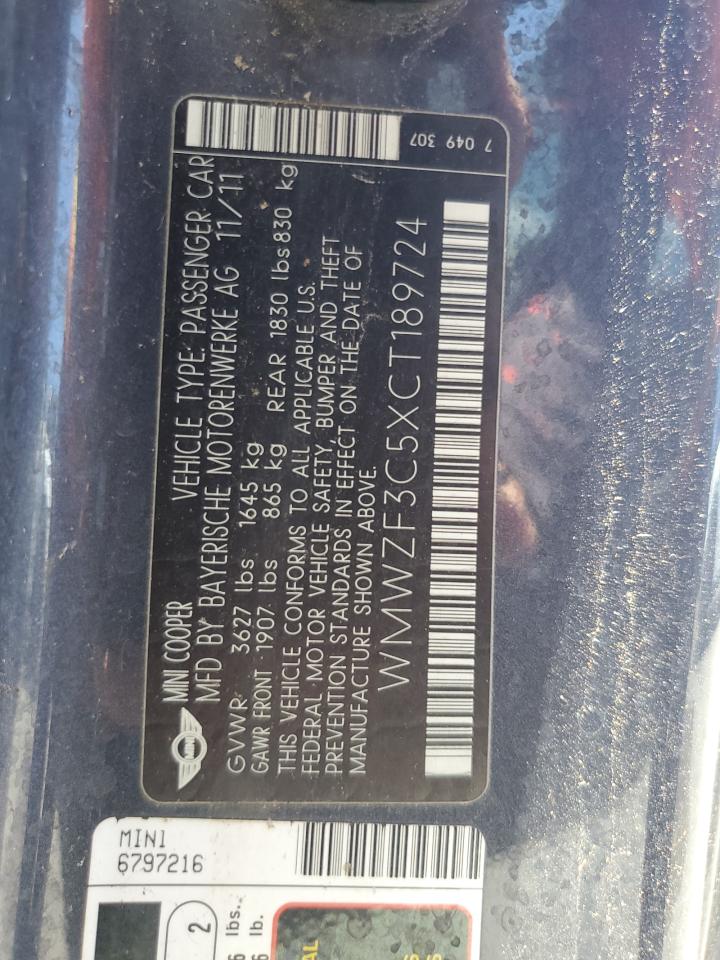 MINI COOPER VEHICLE TYPE: PASSENGER CAR
MFD BY BAYERISCHE MOTORENWERKE AG 11/11
GVWR 3627 lbs 1645 kg
GAWR FRONT 1907 lbs 865 kg REAR 1830 lbs 830 kg
THIS VEHICLE CONFORMS TO ALL APPLICABLE U.S.
FEDERAL MOTOR VEHICLE SAFETY, BUMPER AND THEFT
PREVENTION STANDARDS IN EFFECT ON THE DATE OF
MANUFACTURE SHOWN ABOVE.
WMWZF3C5XCT189724
7 049 307
MINI
6797216
2
lbs.
lb.